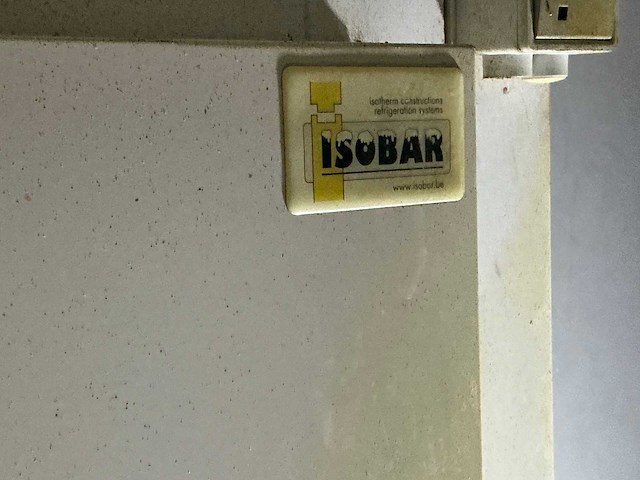 isotherm constructions
refrigeration systems
ISOBAR
www.isobar.be